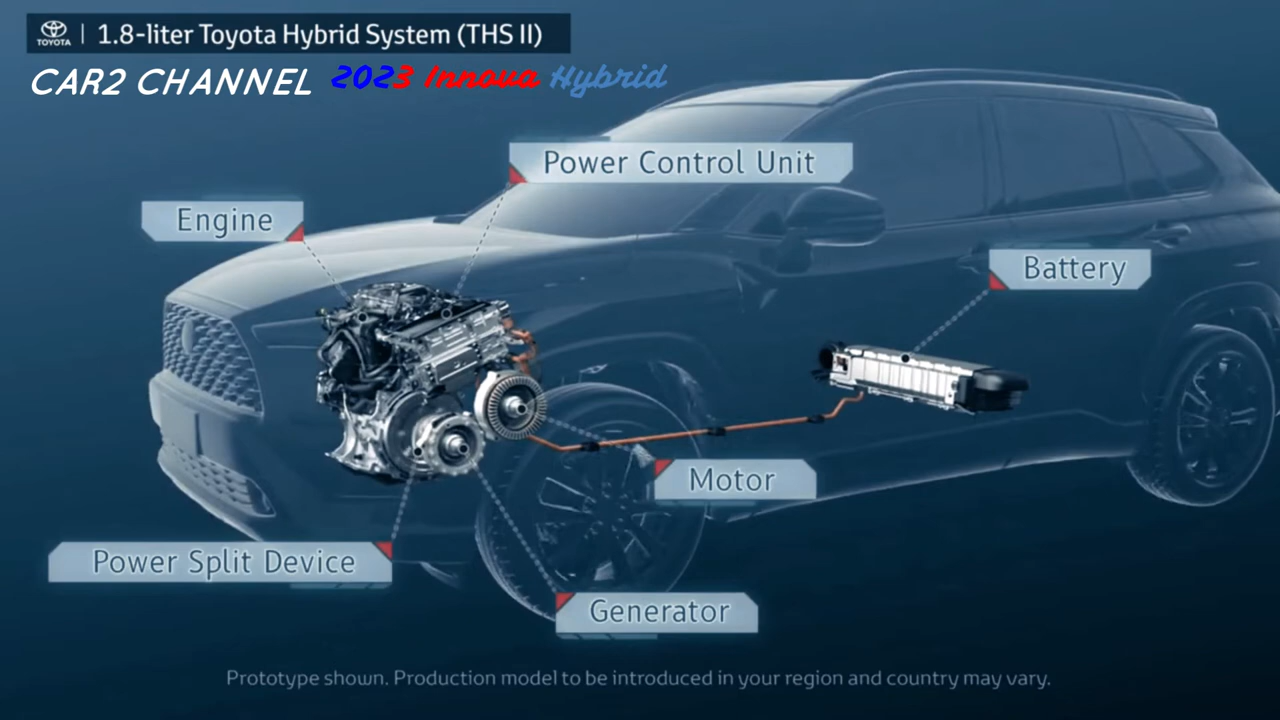 TOYOTA | 1.8-liter Toyota Hybrid System (THS II)
CAR2 CHANNEL 2023 Innova Hybrid
Power Control Unit
Engine
Battery
Motor
Power Split Device
Generator
Prototype shown. Production model to be introduced in your region and country may vary.